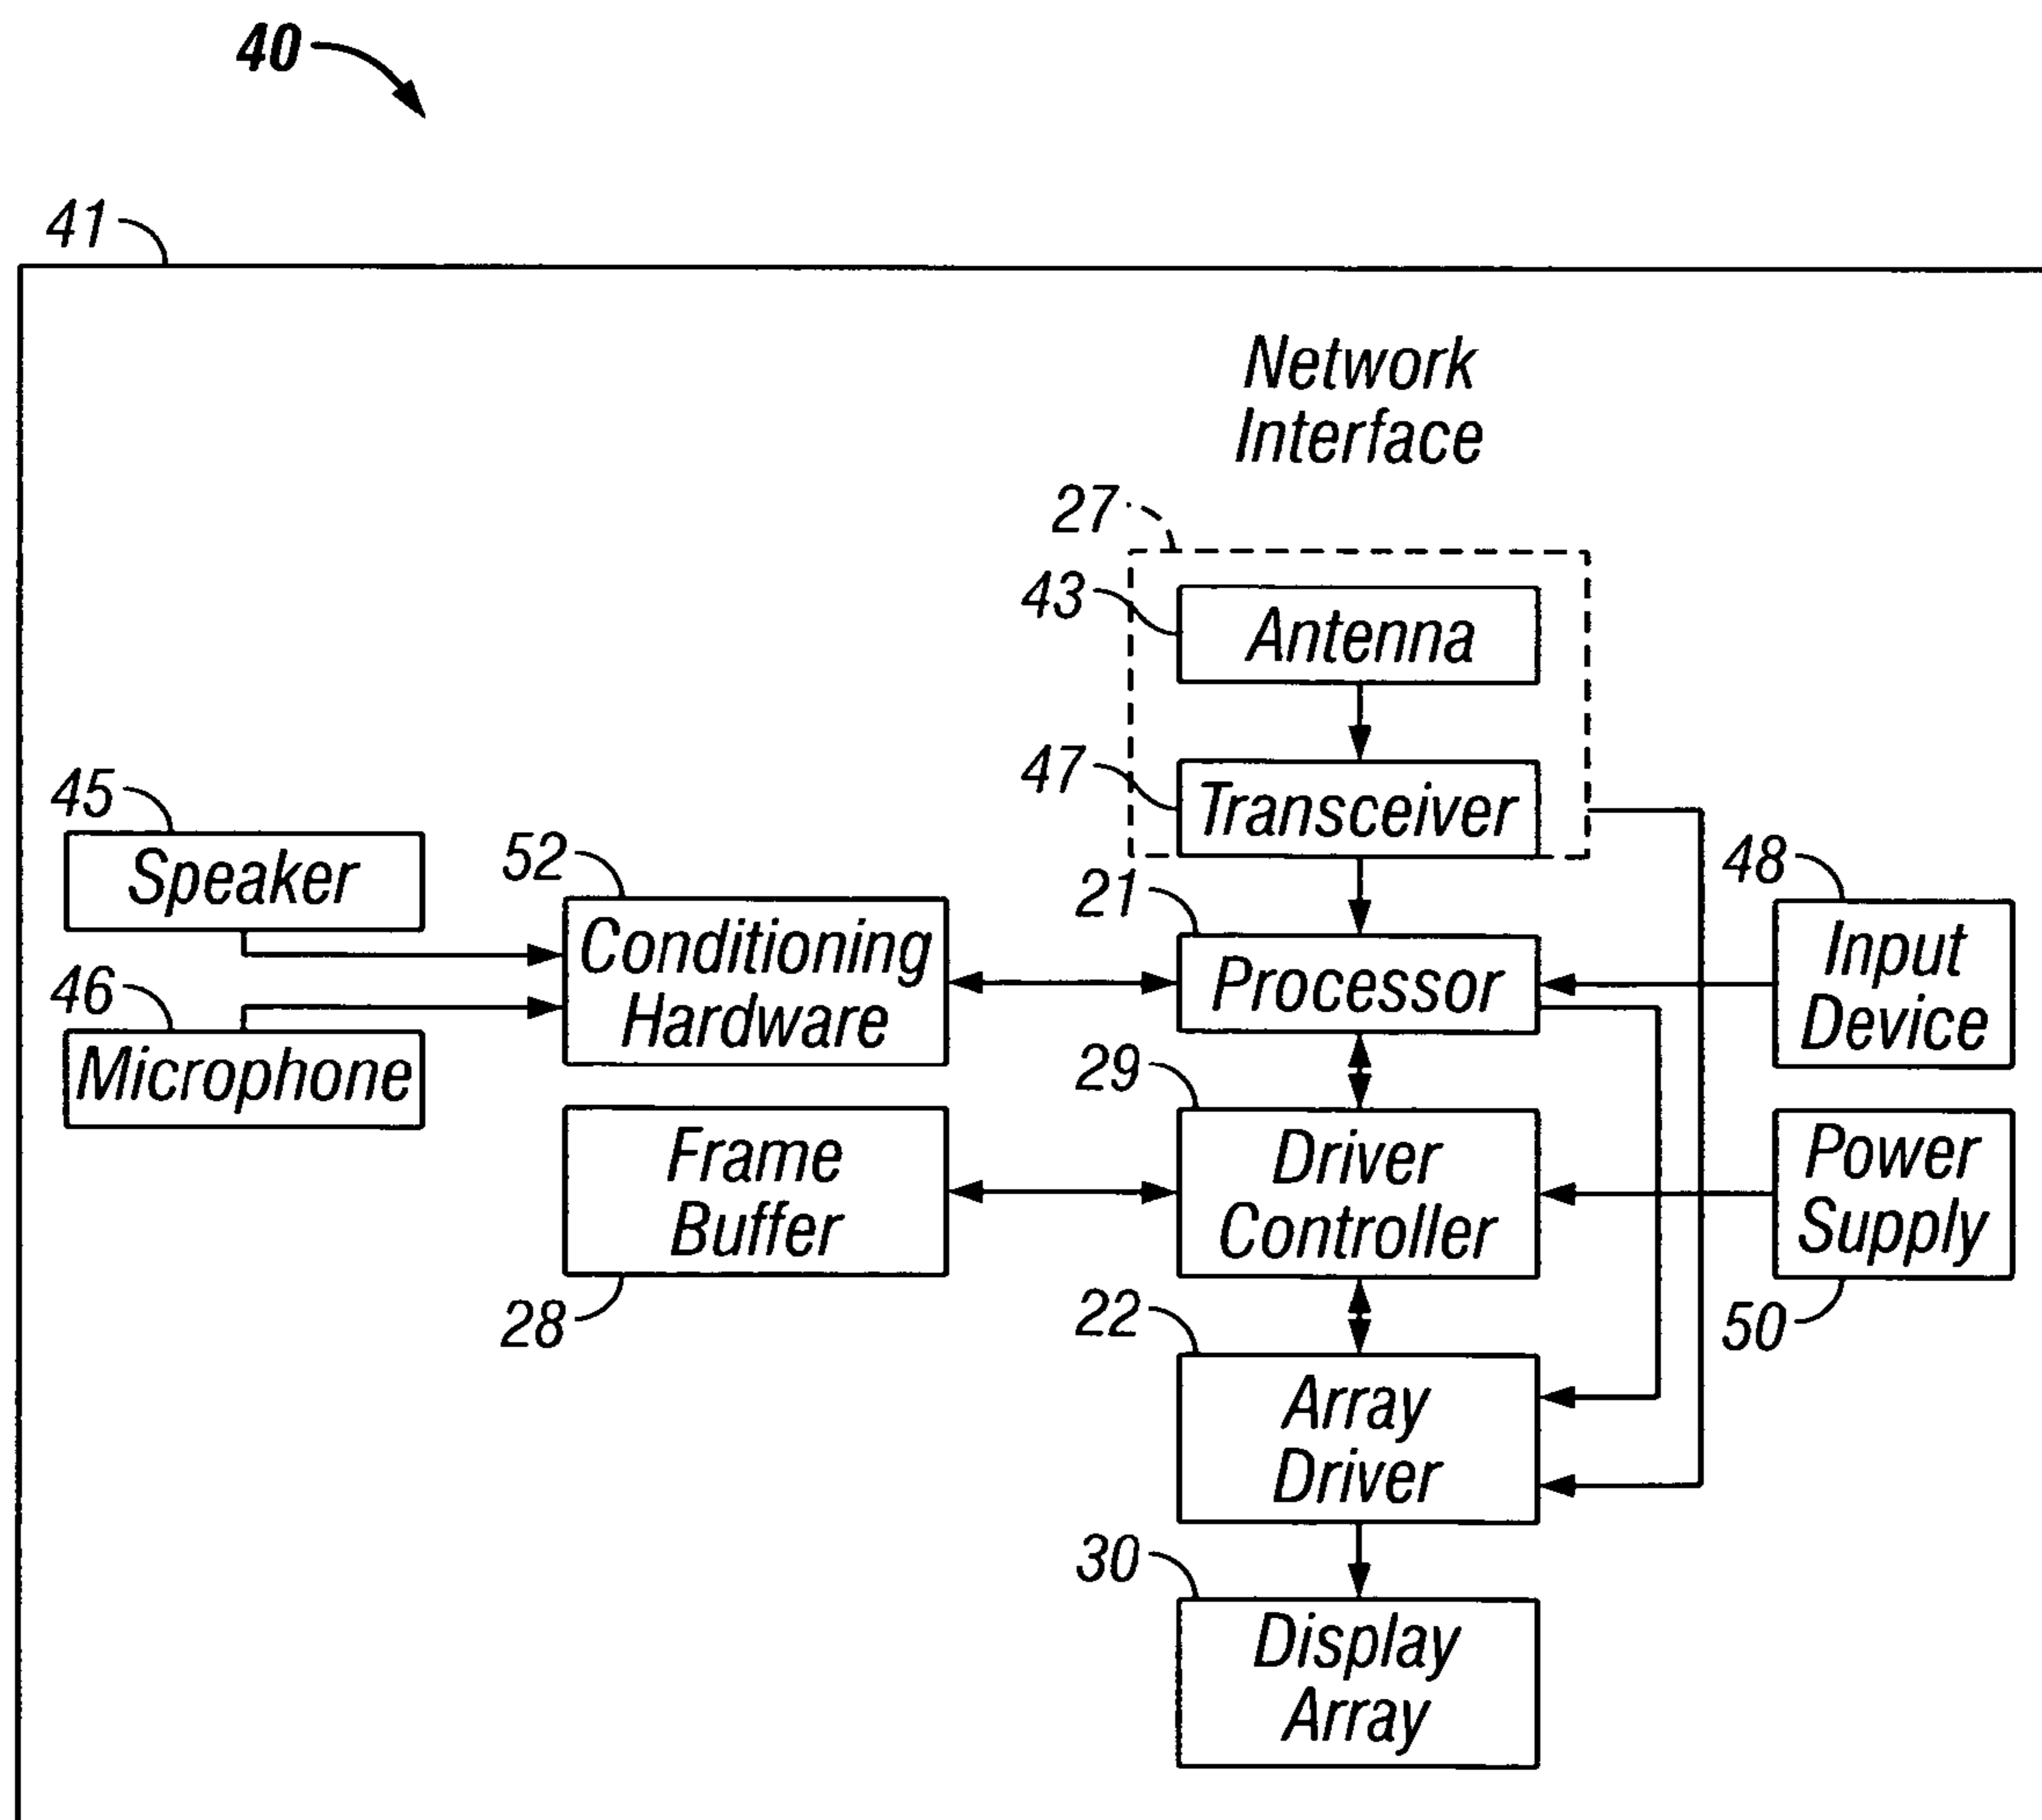 40
41
Network
Interface
27
43
Antenna
47
Transceiver
45
Speaker
52
Conditioning
Hardware
21
Processor
48
Input
Device
46
Microphone
29
Driver
Controller
Frame
Buffer
28
Power
Supply
50
22
Array
Driver
30
Display
Array